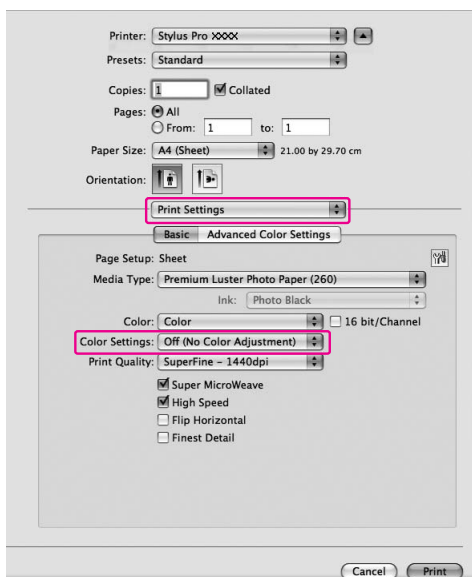 Printer: Stylus Pro XXXX
Presets: Standard
Copies: 1 Collated
Pages: All
From: 1 to: 1
Paper Size: A4 (Sheet) 21.00 by 29.70 cm
Orientation:
Print Settings
Basic Advanced Color Settings
Page Setup: Sheet
Media Type: Premium Luster Photo Paper (260)
Ink: Photo Black
Color: Color 16 bit/Channel
Color Settings: Off (No Color Adjustment)
Print Quality: SuperFine – 1440dpi
Super MicroWeave
High Speed
Flip Horizontal
Finest Detail
Cancel Print